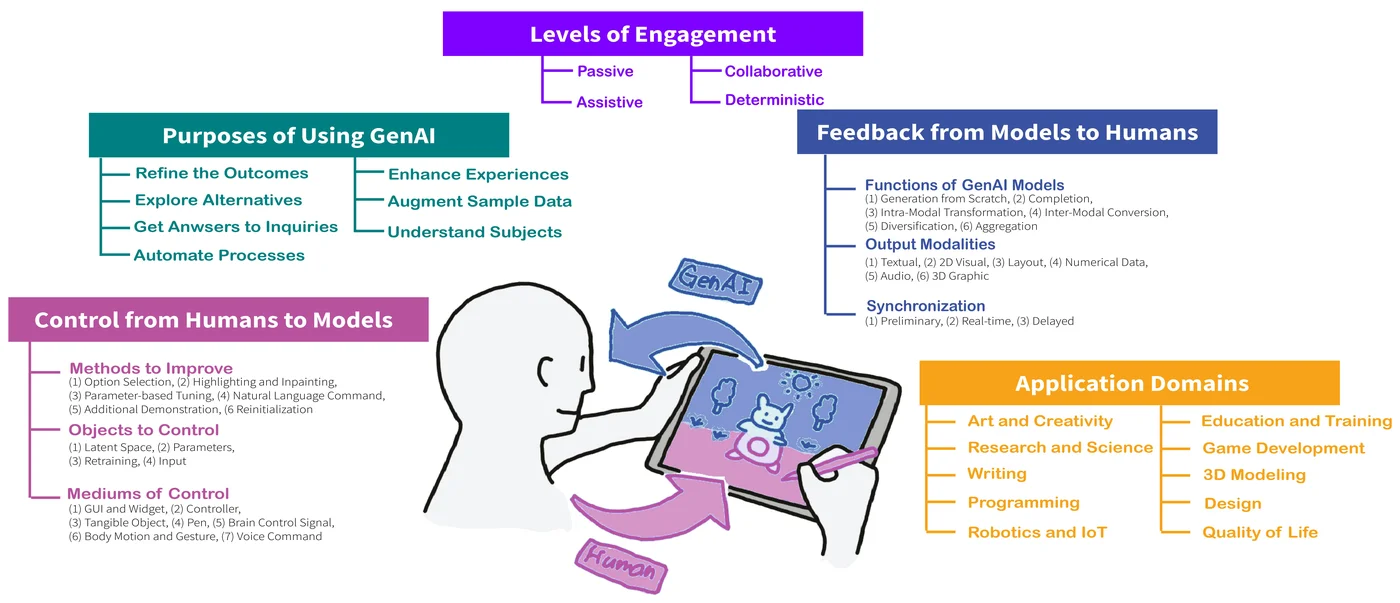 Levels of Engagement
Passive
Assistive
Collaborative
Deterministic
Purposes of Using GenAI
Refine the Outcomes
Explore Alternatives
Get Anwsers to Inquiries
Automate Processes
Enhance Experiences
Augment Sample Data
Understand Subjects
Feedback from Models to Humans
Functions of GenAI Models
(1) Generation from Scratch, (2) Completion,
(3) Intra-Modal Transformation, (4) Inter-Modal Conversion,
(5) Diversification, (6) Aggregation
Output Modalities
(1) Textual, (2) 2D Visual, (3) Layout, (4) Numerical Data,
(5) Audio, (6) 3D Graphic
Synchronization
(1) Preliminary, (2) Real-time, (3) Delayed
Control from Humans to Models
Methods to Improve
(1) Option Selection, (2) Highlighting and Inpainting,
(3) Parameter-based Tuning, (4) Natural Language Command,
(5) Additional Demonstration, (6 Reinitialization
Objects to Control
(1) Latent Space, (2) Parameters,
(3) Retraining, (4) Input
Mediums of Control
(1) GUI and Widget, (2) Controller,
(3) Tangible Object, (4) Pen, (5) Brain Control Signal,
(6) Body Motion and Gesture, (7) Voice Command
GenAI
Human
Application Domains
Art and Creativity
Research and Science
Writing
Programming
Robotics and IoT
Education and Training
Game Development
3D Modeling
Design
Quality of Life